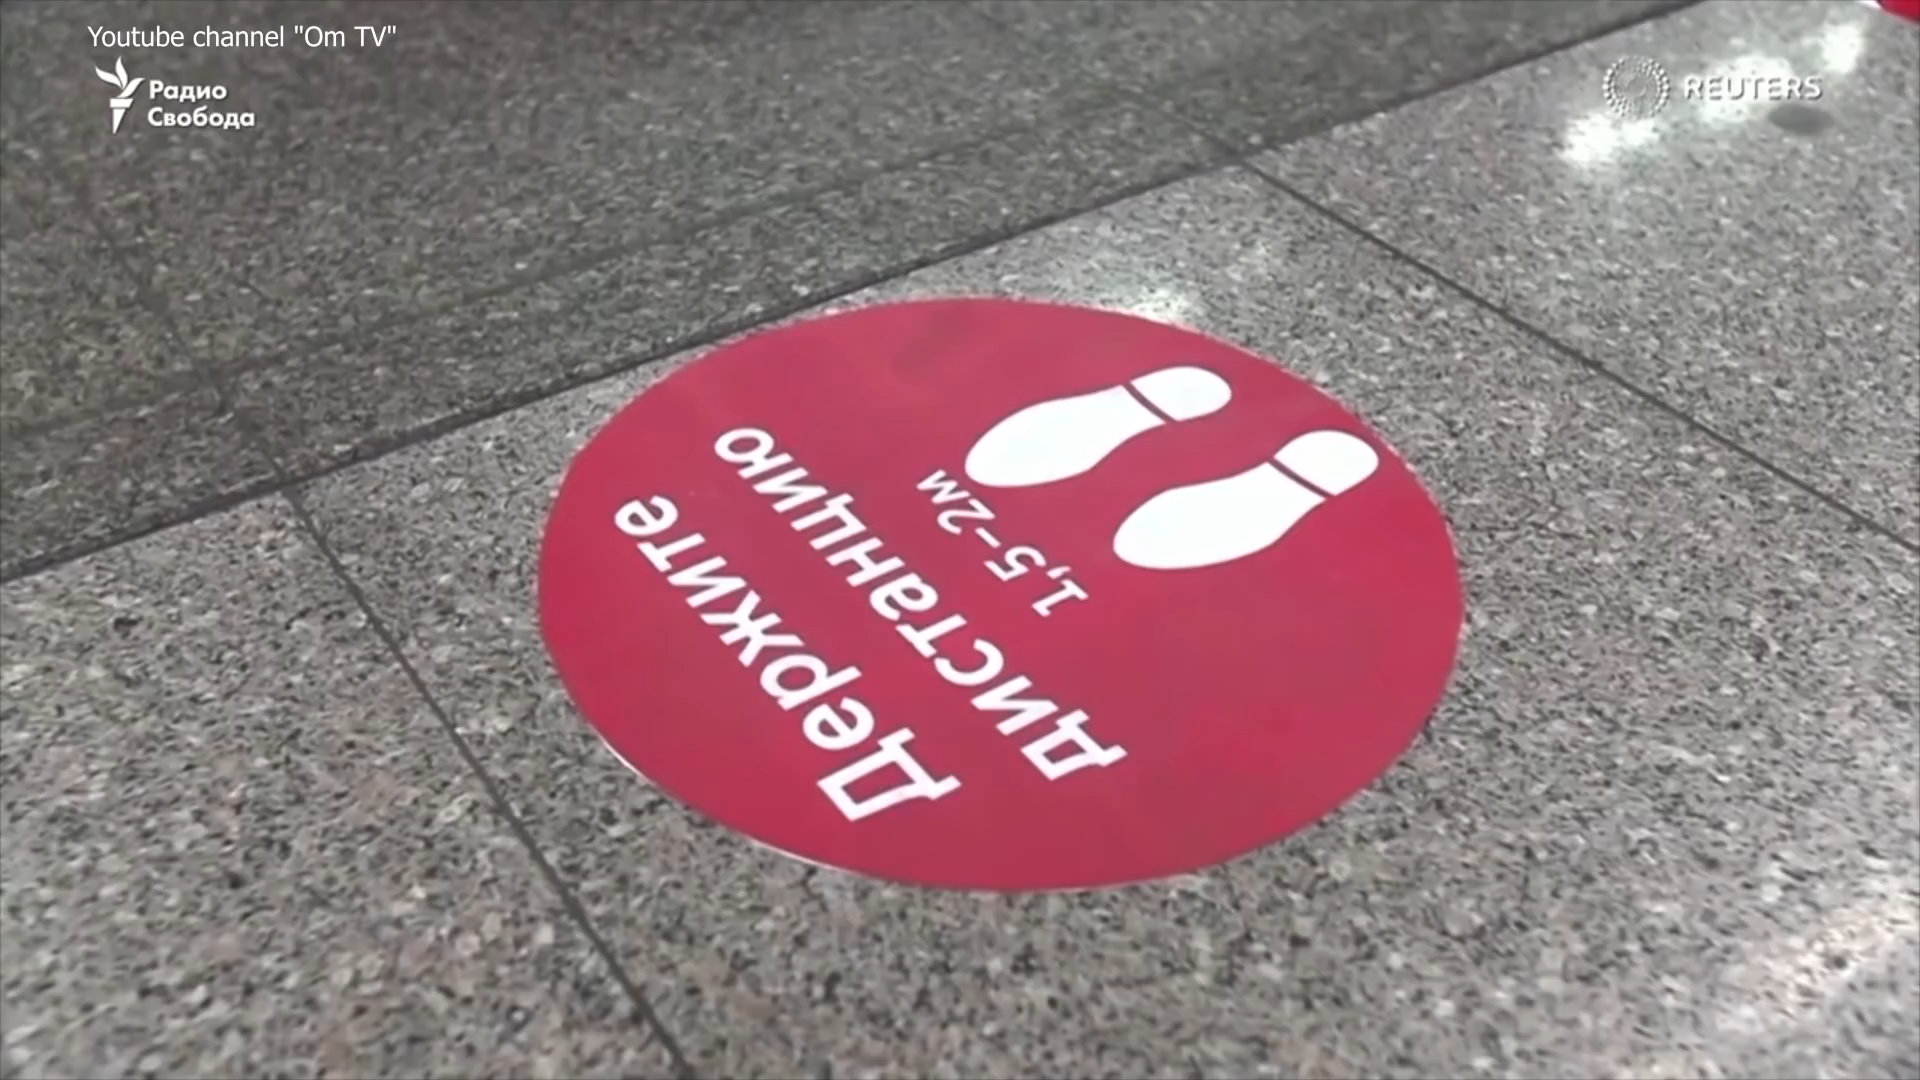 Youtube channel "Om TV"
Радио
Свобода
REUTERS
Держите
дистанцию
1,5-2м